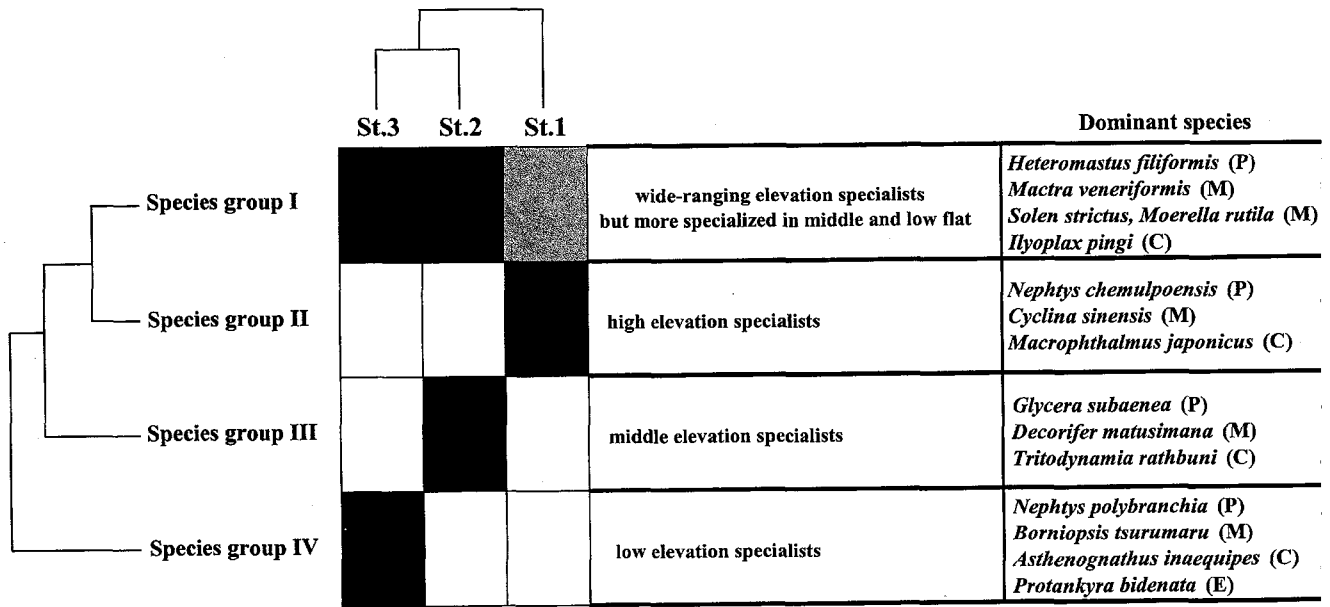 St.3 St.2 St.1
Dominant species
Species group I
wide-ranging elevation specialists
but more specialized in middle and low flat
Heteromastus filiformis (P)
Mactra veneriformis (M)
Solen strictus, Moerella rutila (M)
Ilyoplax pingi (C)
Species group II
high elevation specialists
Nephtys chemulpoensis (P)
Cyclina sinensis (M)
Macrophthalmus japonicus (C)
Species group III
middle elevation specialists
Glycera subaenea (P)
Decorifer matusimana (M)
Tritodynamia rathbuni (C)
Species group IV
low elevation specialists
Nephtys polybranchia (P)
Borniopsis tsurumaru (M)
Asthenognathus inaequipes (C)
Protankyra bidenata (E)